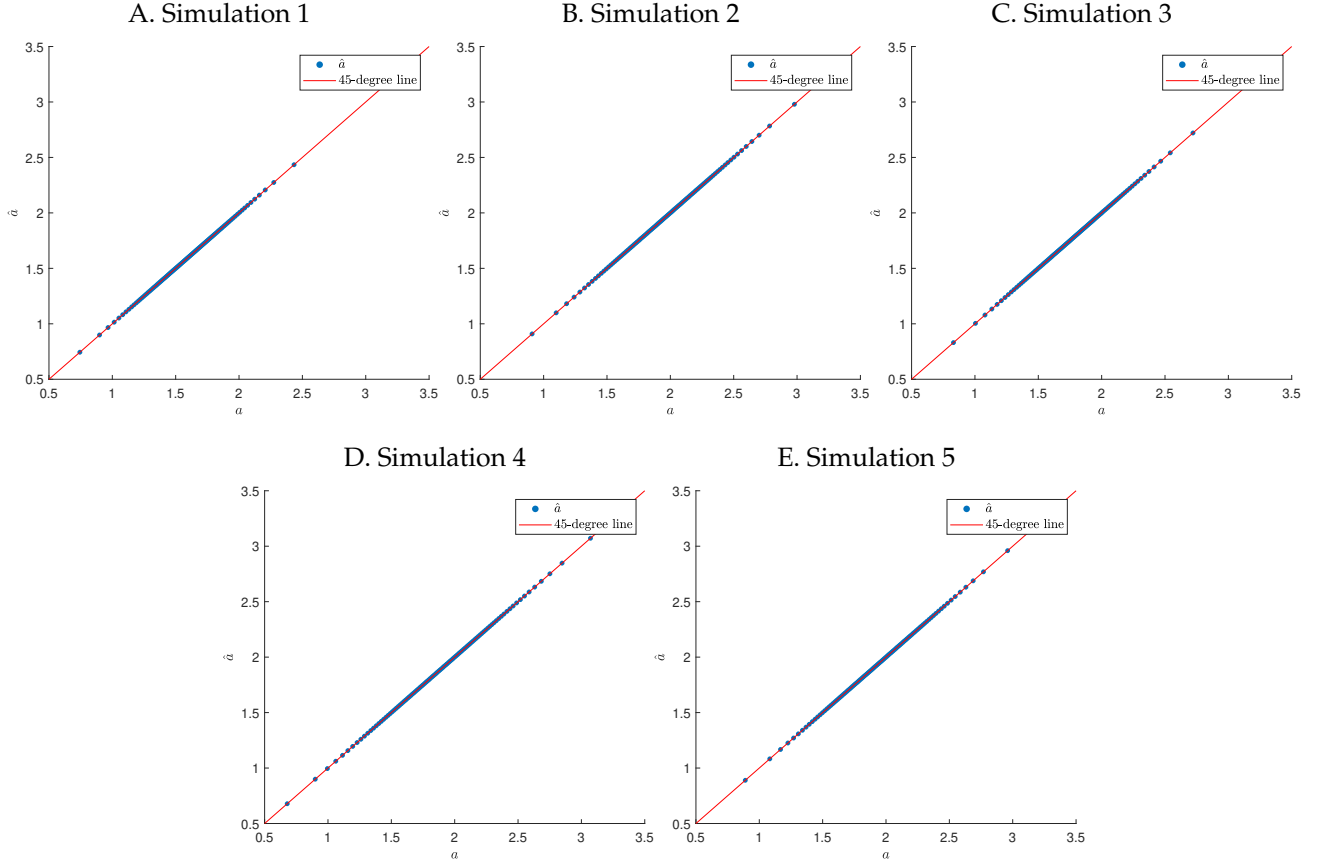 A. Simulation 1
3.5
3
2.5
2
1.5
1
0.5
0.5 1 1.5 2 2.5 3 3.5
a
â
â
45-degree line
B. Simulation 2
3.5
3
2.5
2
1.5
1
0.5
0.5 1 1.5 2 2.5 3 3.5
a
â
â
45-degree line
C. Simulation 3
3.5
3
2.5
2
1.5
1
0.5
0.5 1 1.5 2 2.5 3 3.5
a
â
â
45-degree line
D. Simulation 4
3.5
3
2.5
2
1.5
1
0.5
0.5 1 1.5 2 2.5 3 3.5
a
â
â
45-degree line
E. Simulation 5
3.5
3
2.5
2
1.5
1
0.5
0.5 1 1.5 2 2.5 3 3.5
a
â
â
45-degree line